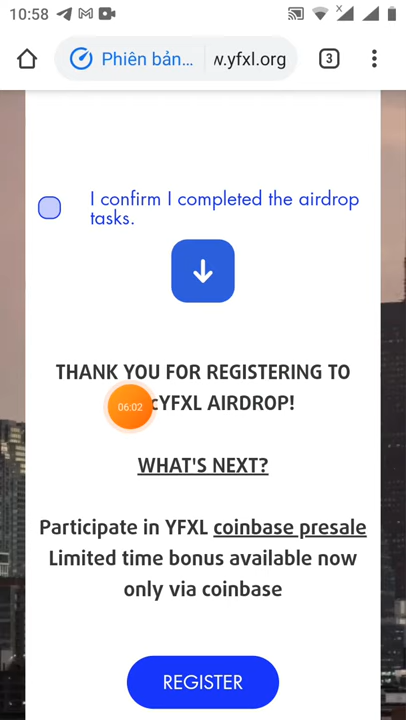 10:58
Phiên bản... w.yfxl.org
3
I confirm I completed the airdrop
tasks.
THANK YOU FOR REGISTERING TO
06:02 cYFXL AIRDROP!
WHAT'S NEXT?
Participate in YFXL coinbase presale
Limited time bonus available now
only via coinbase
REGISTER